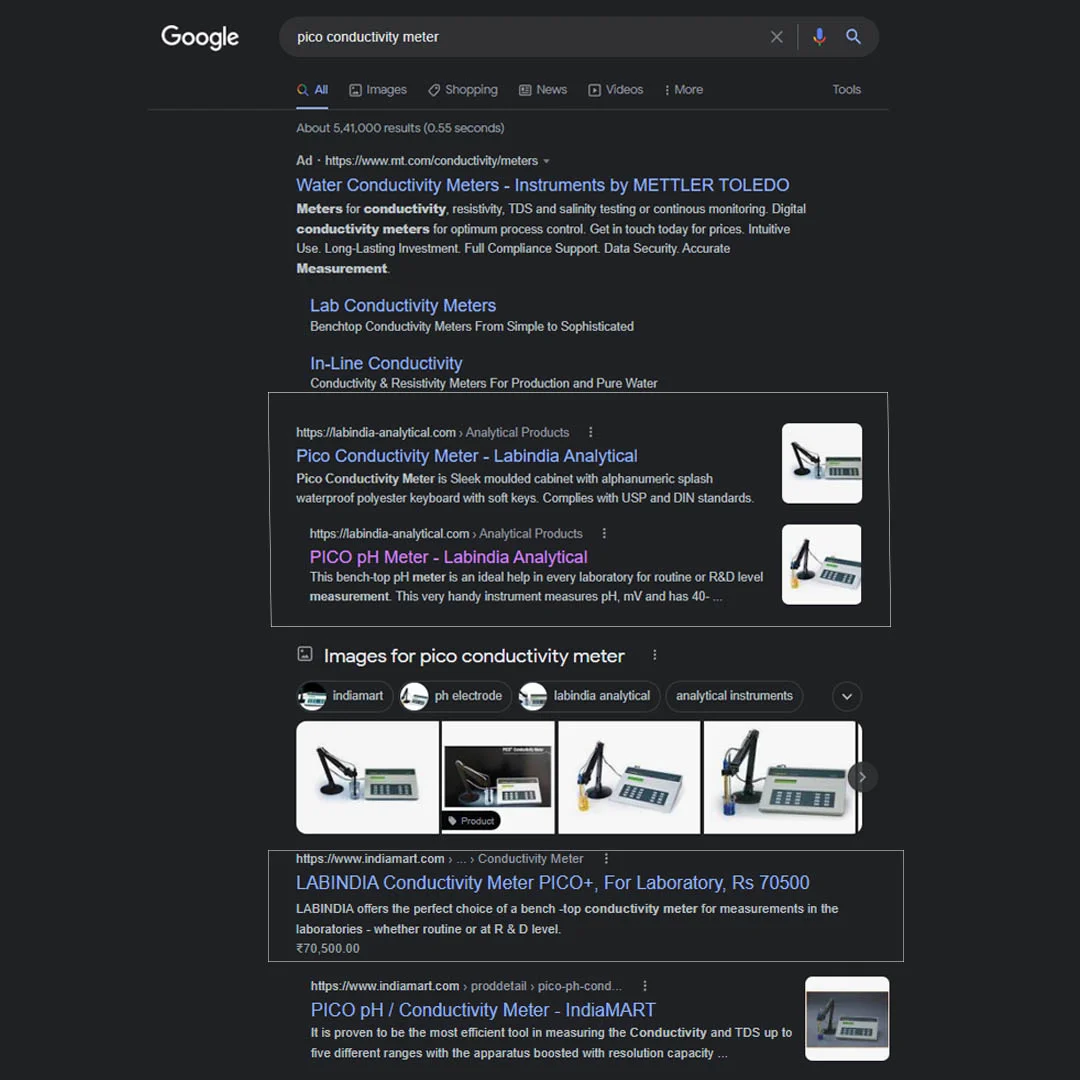 Google
pico conductivity meter
All
Images
Shopping
News
Videos
More
Tools
About 5,41,000 results (0.55 seconds)
Ad · https://www.mt.com/conductivity/meters
Water Conductivity Meters - Instruments by METTLER TOLEDO
Meters for conductivity, resistivity, TDS and salinity testing or continous monitoring. Digital
conductivity meters for optimum process control. Get in touch today for prices. Intuitive
Use. Long-Lasting Investment. Full Compliance Support. Data Security. Accurate
Measurement.
Lab Conductivity Meters
Benchtop Conductivity Meters From Simple to Sophisticated
In-Line Conductivity
Conductivity & Resistivity Meters For Production and Pure Water
https://labindia-analytical.com › Analytical Products
Pico Conductivity Meter - Labindia Analytical
Pico Conductivity Meter is Sleek moulded cabinet with alphanumeric splash
waterproof polyester keyboard with soft keys. Complies with USP and DIN standards.
https://labindia-analytical.com › Analytical Products
PICO pH Meter - Labindia Analytical
This bench-top pH meter is an ideal help in every laboratory for routine or R&D level
measurement. This very handy instrument measures pH, mV and has 40- ...
Images for pico conductivity meter
indiamart
ph electrode
labindia analytical
analytical instruments
Conductivity Meter
Product
https://www.indiamart.com › ... › Conductivity Meter
LABINDIA Conductivity Meter PICO+, For Laboratory, Rs 70500
LABINDIA offers the perfect choice of a bench -top conductivity meter for measurements in the
laboratories - whether routine or at R & D level.
₹70,500.00
https://www.indiamart.com › proddetail › pico-ph-cond...
PICO pH / Conductivity Meter - IndiaMART
It is proven to be the most efficient tool in measuring the Conductivity and TDS up to
five different ranges with the apparatus boosted with resolution capacity ...